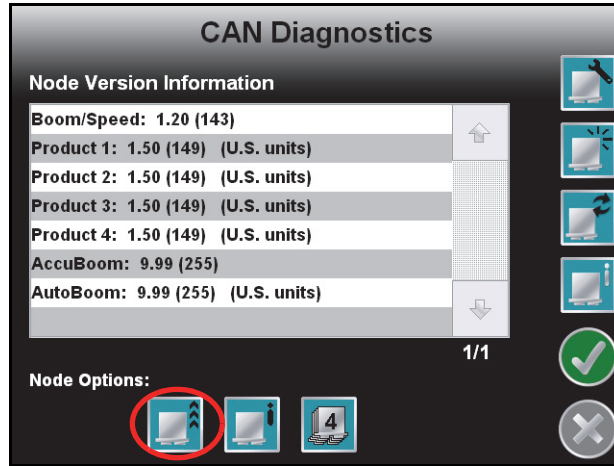 CAN Diagnostics
Node Version Information
Boom/Speed: 1.20 (143)
Product 1: 1.50 (149) (U.S. units)
Product 2: 1.50 (149) (U.S. units)
Product 3: 1.50 (149) (U.S. units)
Product 4: 1.50 (149) (U.S. units)
AccuBoom: 9.99 (255)
AutoBoom: 9.99 (255) (U.S. units)
1/1
Node Options:
4